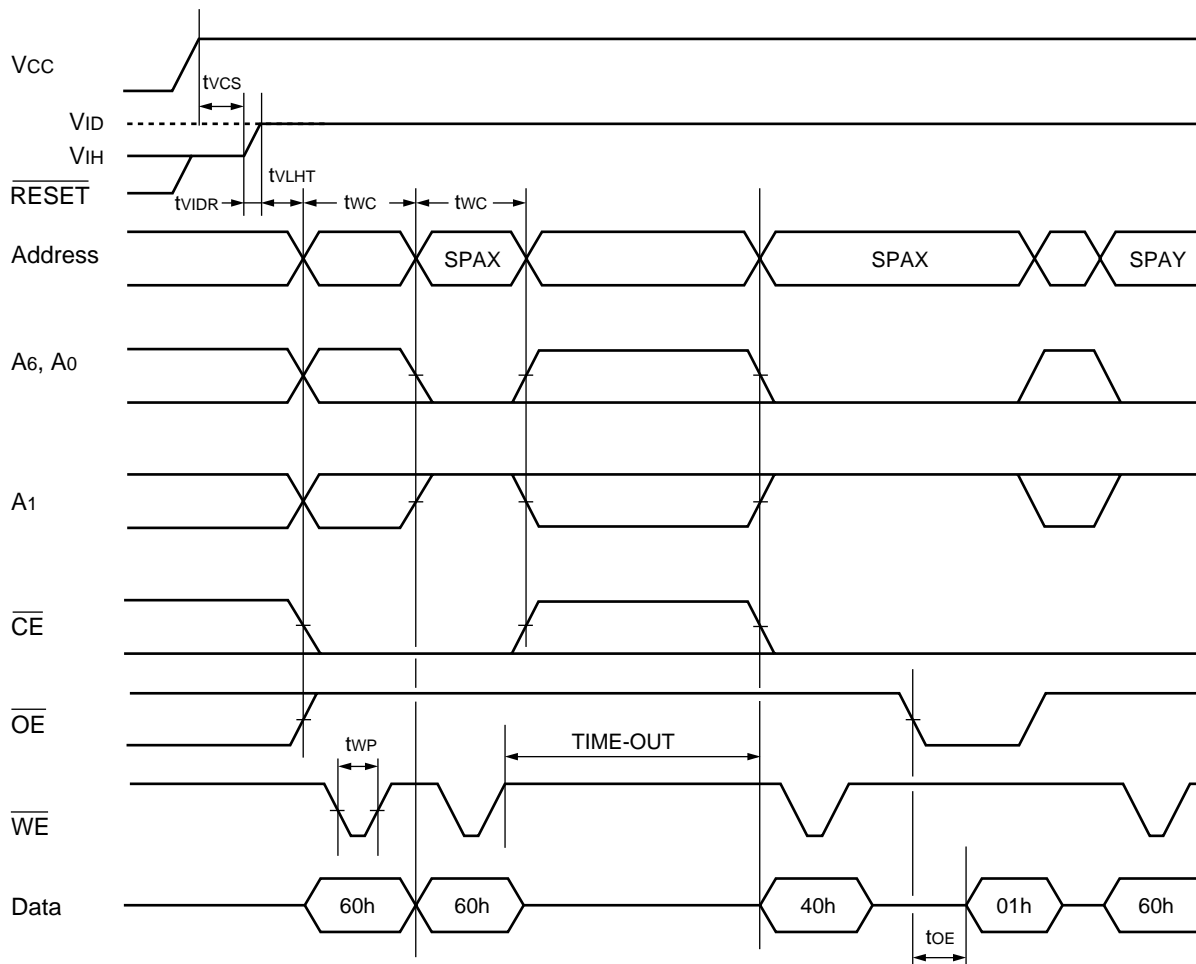 VCC
tVCS
VID
VIH
tVLHT
RESET
tVIDR
tWC
tWC
Address
SPAX
SPAX
SPAY
A6, A0
A1
CE
OE
TIME-OUT
tWP
WE
Data
60h
60h
40h
01h
60h
tOE